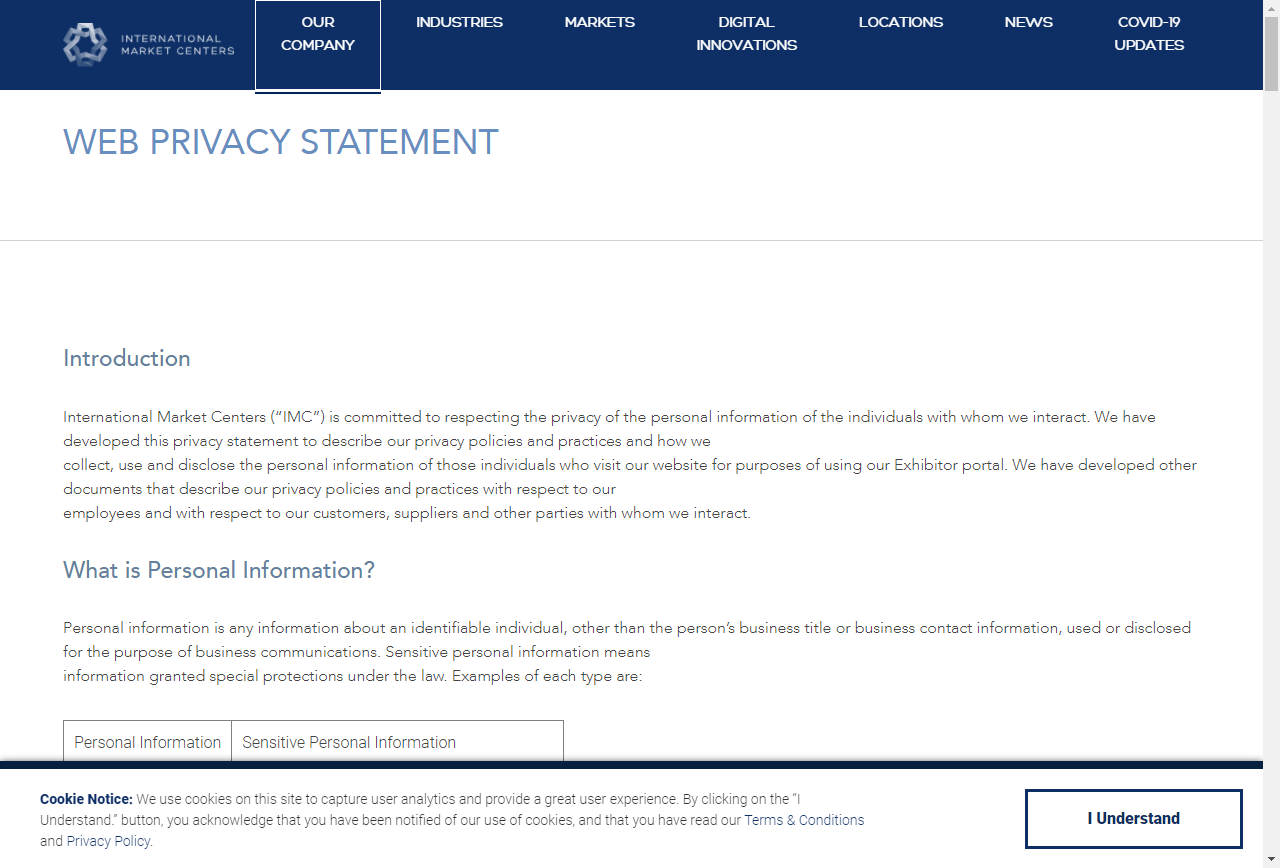 INTERNATIONAL
MARKET CENTERS
OUR
COMPANY
INDUSTRIES
MARKETS
DIGITAL
INNOVATIONS
LOCATIONS
NEWS
COVID-19
UPDATES
WEB PRIVACY STATEMENT
Introduction
International Market Centers (“IMC”) is committed to respecting the privacy of the personal information of the individuals with whom we interact. We have
developed this privacy statement to describe our privacy policies and practices and how we
collect, use and disclose the personal information of those individuals who visit our website for purposes of using our Exhibitor portal. We have developed other
documents that describe our privacy policies and practices with respect to our
employees and with respect to our customers, suppliers and other parties with whom we interact.
What is Personal Information?
Personal information is any information about an identifiable individual, other than the person’s business title or business contact information, used or disclosed
for the purpose of business communications. Sensitive personal information means
information granted special protections under the law. Examples of each type are:
Personal Information
Sensitive Personal Information
Cookie Notice: We use cookies on this site to capture user analytics and provide a great user experience. By clicking on the “I
Understand.” button, you acknowledge that you have been notified of our use of cookies, and that you have read our Terms & Conditions
and Privacy Policy.
I Understand